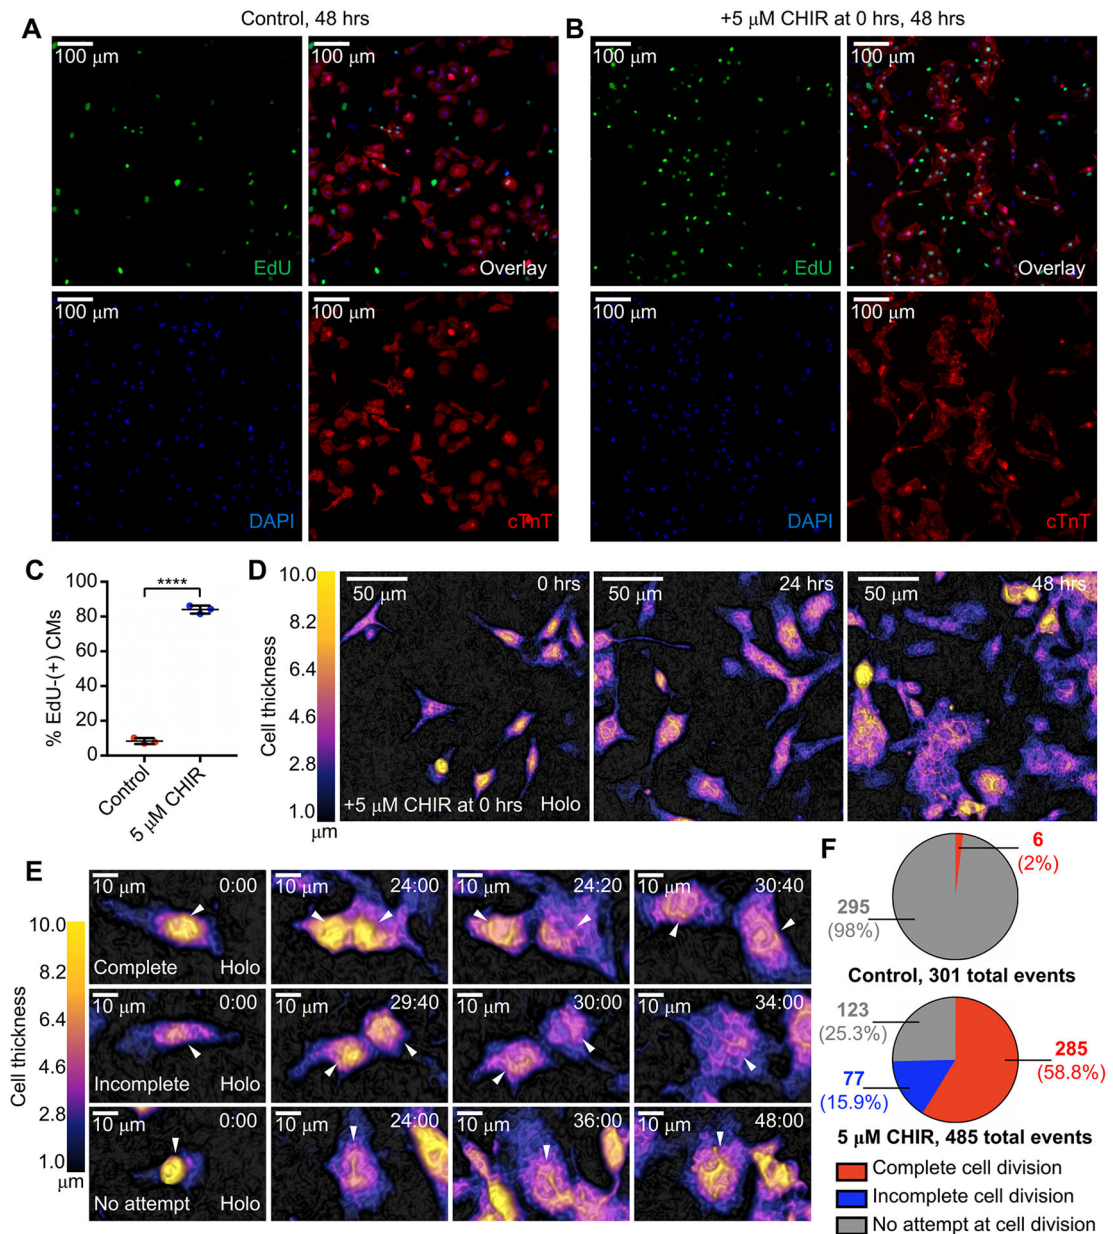 Control, 48 hrs
+5 μM CHIR at 0 hrs, 48 hrs
A
100 μm
EdU
100 μm
Overlay
100 μm
DAPI
100 μm
cTnT
B
100 μm
EdU
100 μm
Overlay
100 μm
DAPI
100 μm
cTnT
C
% EdU-(+) CMs
100
80
60
40
20
0
****
Control
5 μM CHIR
D
Cell thickness
10.0
8.2
6.4
4.6
2.8
1.0
μm
50 μm
0 hrs
+5 μM CHIR at 0 hrs
Holo
50 μm
24 hrs
50 μm
48 hrs
E
Cell thickness
10.0
8.2
6.4
4.6
2.8
1.0
μm
10 μm
0:00
Complete
Holo
10 μm
24:00
10 μm
24:20
10 μm
30:40
10 μm
0:00
Incomplete
Holo
10 μm
29:40
10 μm
30:00
10 μm
34:00
10 μm
0:00
No attempt
Holo
10 μm
24:00
10 μm
36:00
10 μm
48:00
F
6
(2%)
295
(98%)
Control, 301 total events
123
(25.3%)
285
(58.8%)
77
(15.9%)
5 μM CHIR, 485 total events
Complete cell division
Incomplete cell division
No attempt at cell division